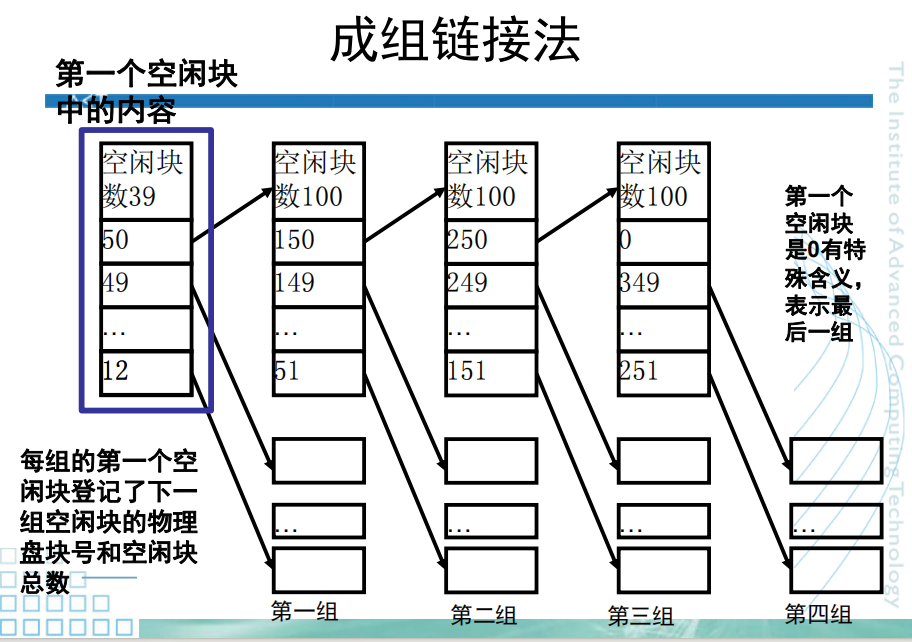 成组链接法
第一个空闲块
中的内容
空闲块
数39
50
49
…
12
空闲块
数100
150
149
…
51
空闲块
数100
250
249
…
151
空闲块
数100
0
349
…
251
第一个
空闲块
是0有特
殊含义，
表示最
后一组
每组的第一个空
闲块登记了下一
组空闲块的物理
盘块号和空闲块
总数
…
…
…
…
第一组
第二组
第三组
第四组
The Institute of Advanced Computing Technology